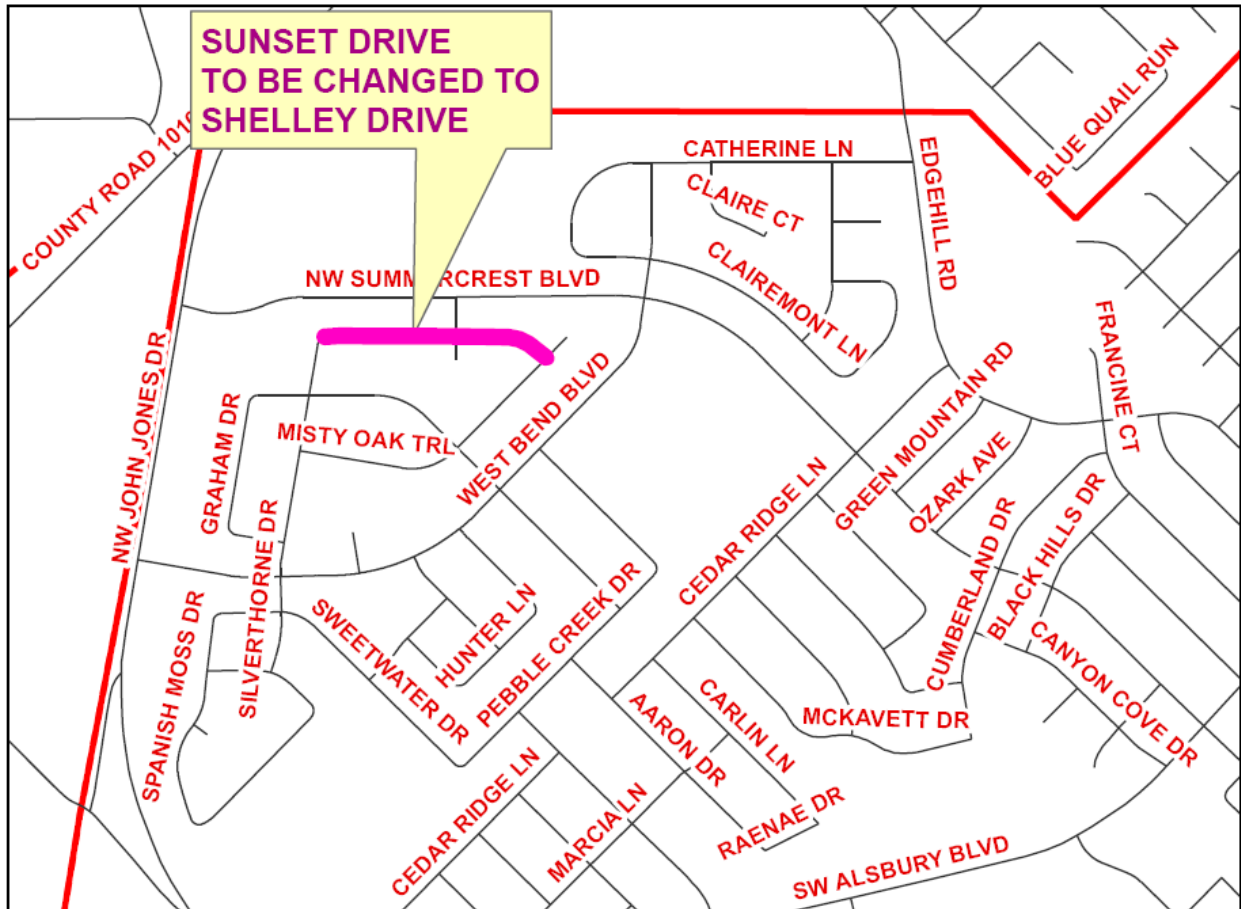 SUNSET DRIVE
TO BE CHANGED TO
SHELLEY DRIVE
COUNTY ROAD 1016
BLUE QUAIL RUN
CATHERINE LN
EDGEHILL RD
CLAIRE CT
CLAIREMONT LN
NW SUMMERCREST BLVD
NW JOHN JONES DR
FRANCINE CT
GRAHAM DR
MISTY OAK TRL
WEST BEND BLVD
GREEN MOUNTAIN RD
OZARK AVE
CEDAR RIDGE LN
CUMBERLAND DR
BLACK HILLS DR
SILVERTHORNE DR
SPANISH MOSS DR
SWEETWATER DR
HUNTER LN
PEBBLE CREEK DR
CANYON COVE DR
CARLIN LN
AARON DR
MCKAVETT DR
CEDAR RIDGE LN
MARCIA LN
RAENAE DR
SW ALSBURY BLVD